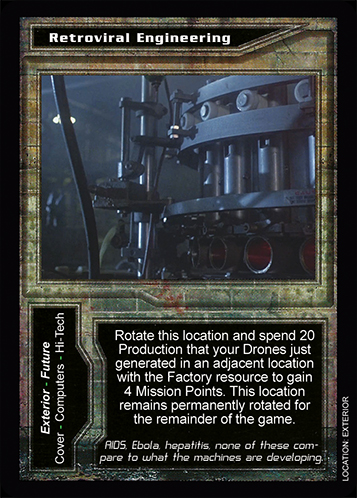 Retroviral Engineering
Exterior - Future
Cover - Computers - Hi-Tech
Rotate this location and spend 20
Production that your Drones just
generated in an adjacent location
with the Factory resource to gain
4 Mission Points. This location
remains permanently rotated for
the remainder of the game.
AIDS, Ebola, hepatitis, none of these com-
pare to what the machines are developing.
LOCATION: EXTERIOR